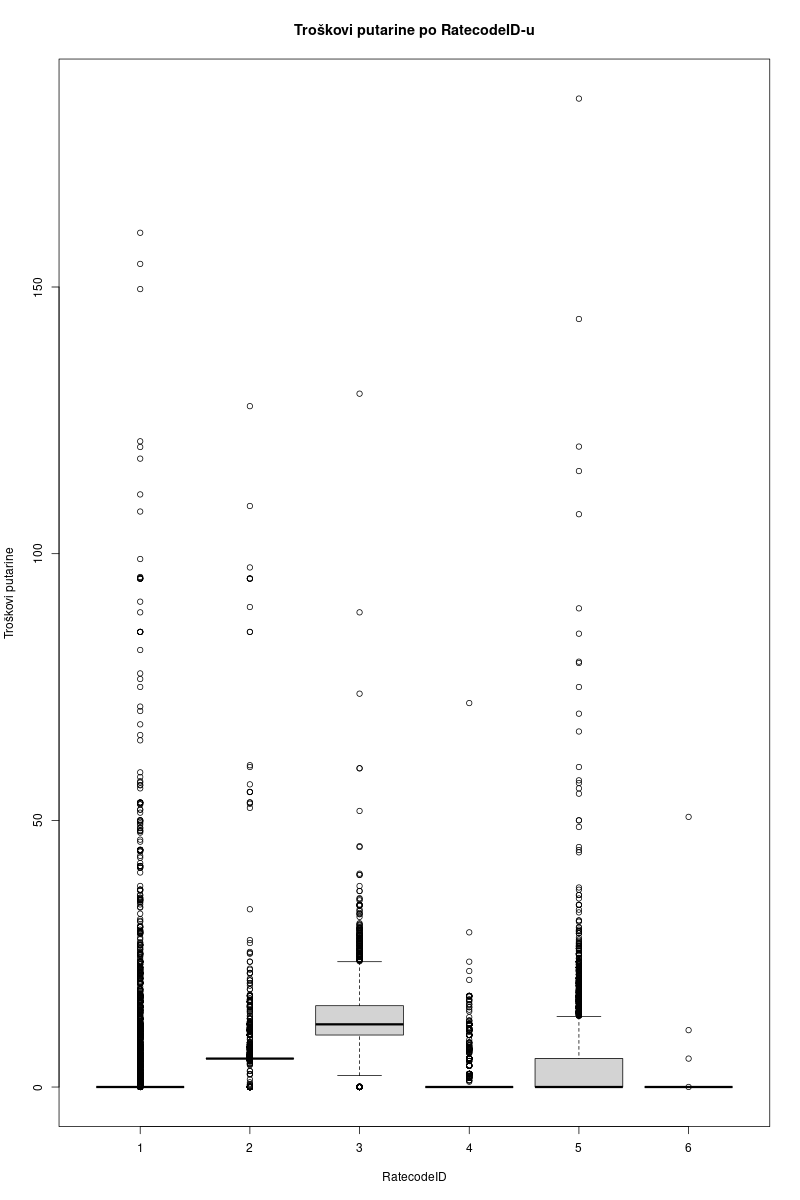 Troškovi putarine po RatecodeID-u
Troškovi putarine
150
100
50
0
1 2 3 4 5 6
RatecodeID